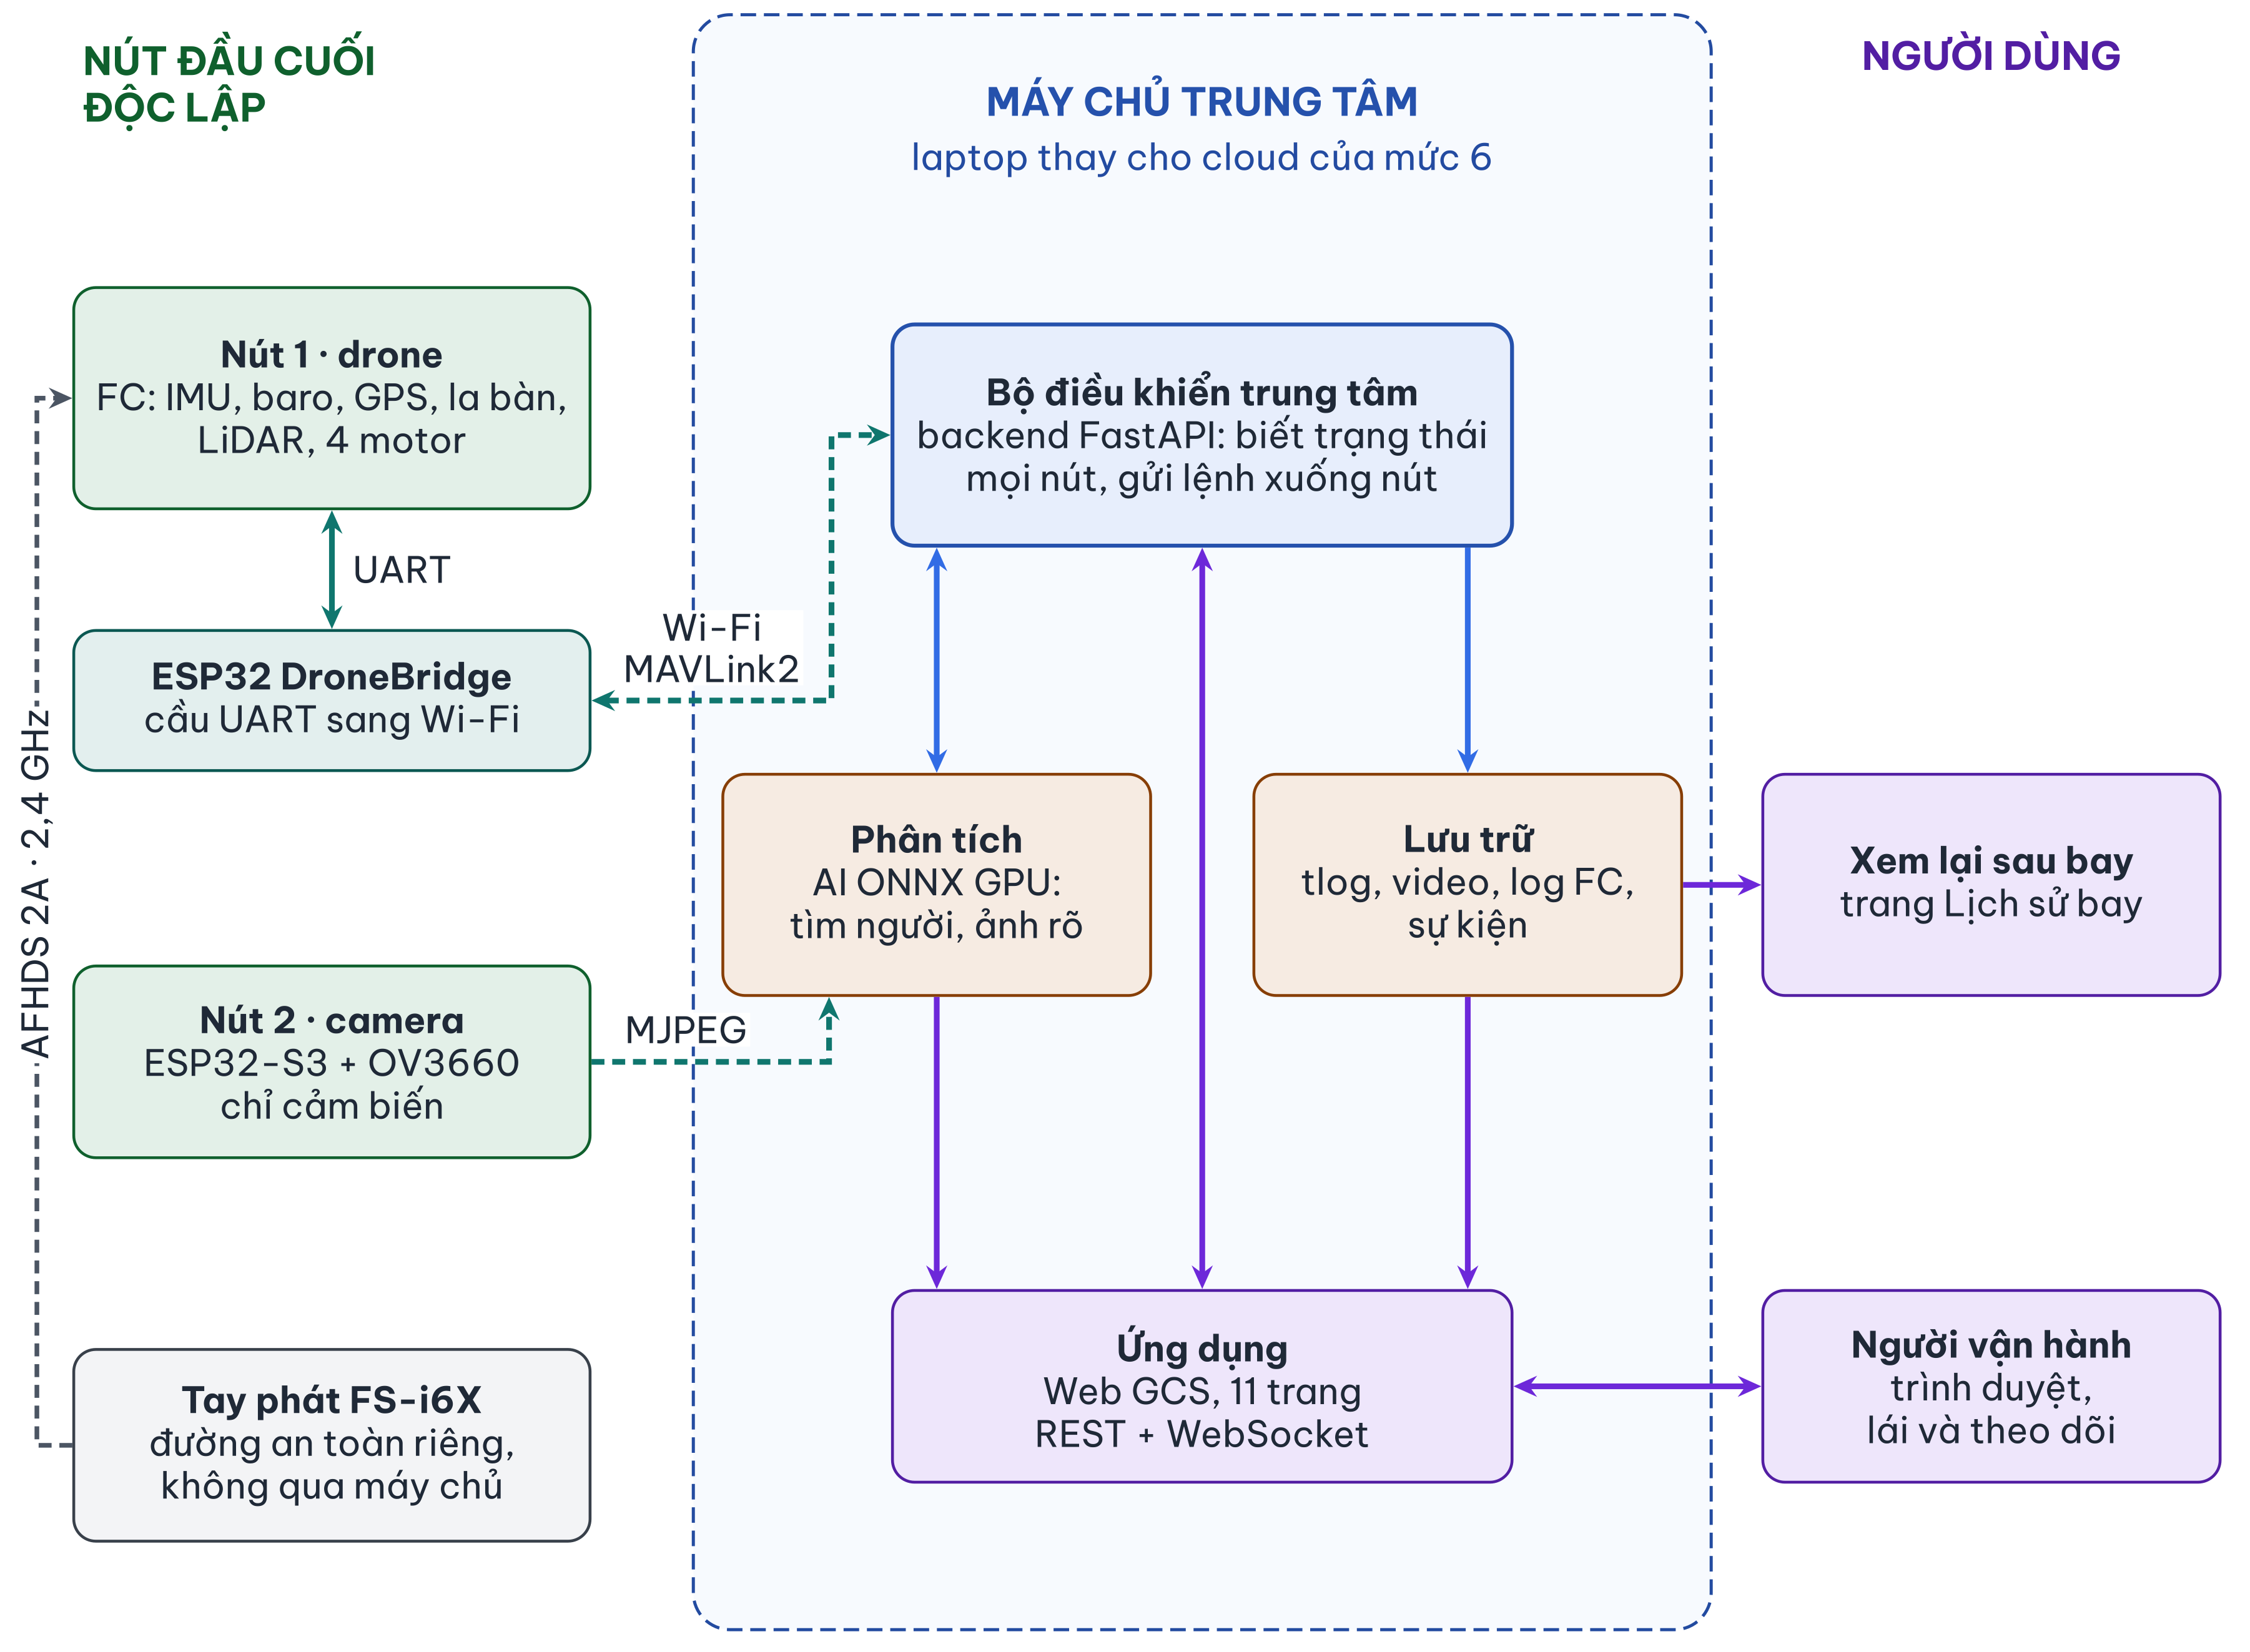 NÚT ĐẦU CUỐI
ĐỘC LẬP
MÁY CHỦ TRUNG TÂM
laptop thay cho cloud của mức 6
NGƯỜI DÙNG
Nút 1 · drone
FC: IMU, baro, GPS, la bàn,
LiDAR, 4 motor
UART
ESP32 DroneBridge
cầu UART sang Wi-Fi
AFHDS 2A · 2,4 GHz
Nút 2 · camera
ESP32-S3 + OV3660
chỉ cảm biến
Tay phát FS-i6X
đường an toàn riêng,
không qua máy chủ
Wi-Fi
MAVLink2
MJPEG
Bộ điều khiển trung tâm
backend FastAPI: biết trạng thái
mọi nút, gửi lệnh xuống nút
Phân tích
AI ONNX GPU:
tìm người, ảnh rõ
Lưu trữ
tlog, video, log FC,
sự kiện
Ứng dụng
Web GCS, 11 trang
REST + WebSocket
Xem lại sau bay
trang Lịch sử bay
Người vận hành
trình duyệt,
lái và theo dõi